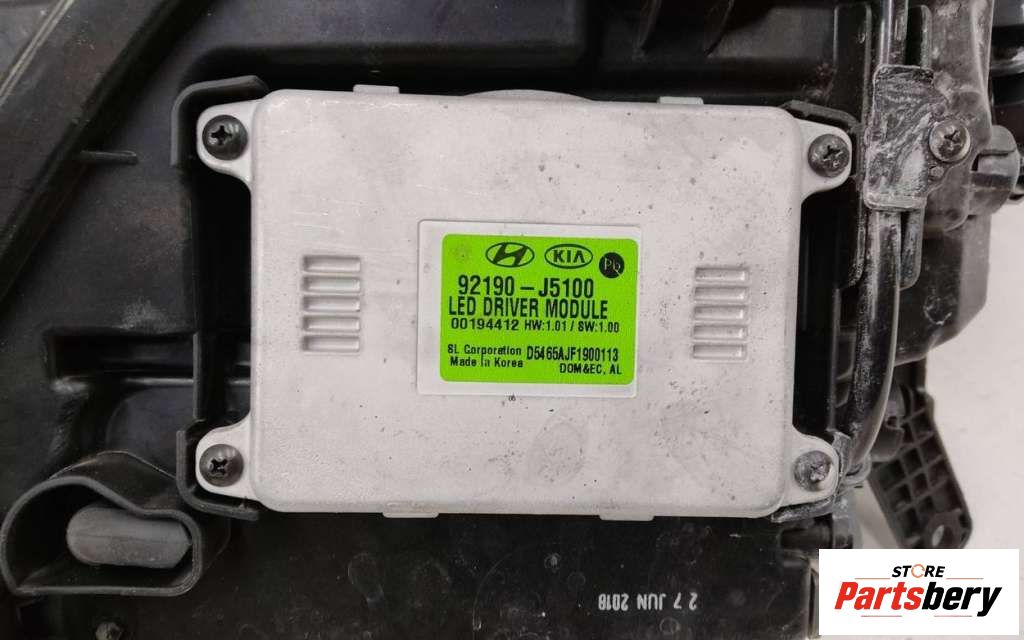 KIA
Pb
92190-J5100
LED DRIVER MODULE
00194412 HW:1.01 / SW:1.00
SL Corporation D5465AJF1900113
Made In Korea DOM&EC, AL
27 JUN 2018
STORE
Partsbery